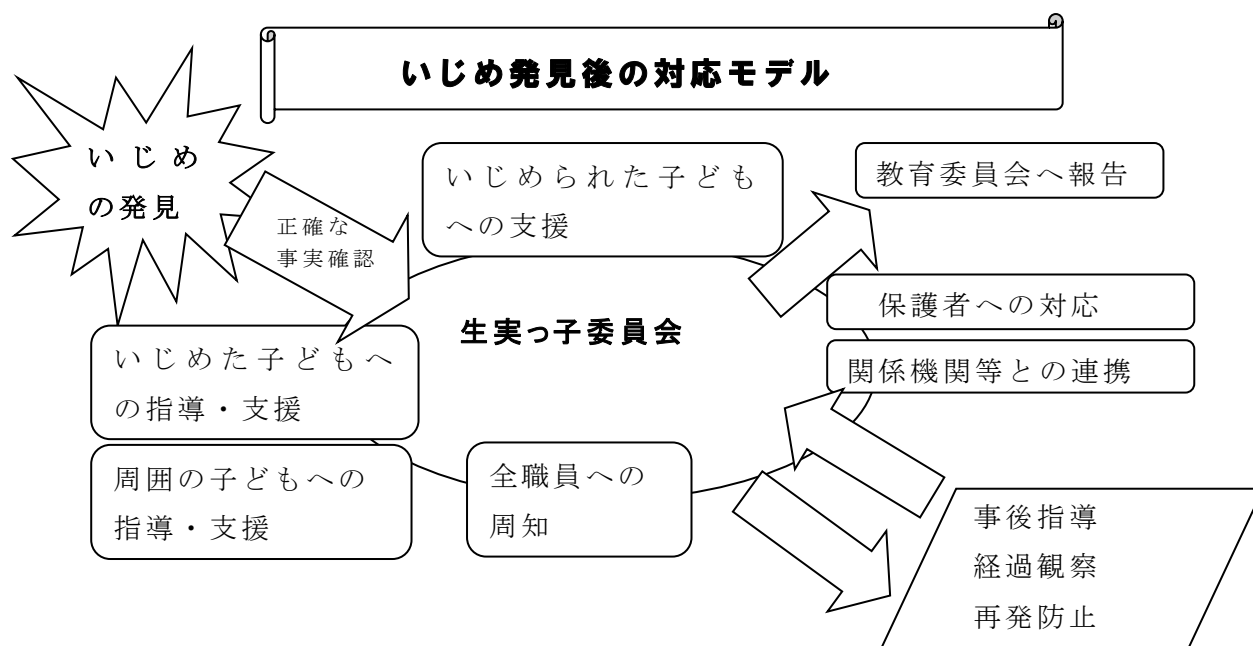 いじめ発見後の対応モデル
いじめ
の発見
正確な
事実確認
いじめられた子ども
への支援
教育委員会へ報告
保護者への対応
関係機関等との連携
生実っ子委員会
いじめた子どもへ
の指導・支援
周囲の子どもへの
指導・支援
全職員への
周知
事後指導
経過観察
再発防止